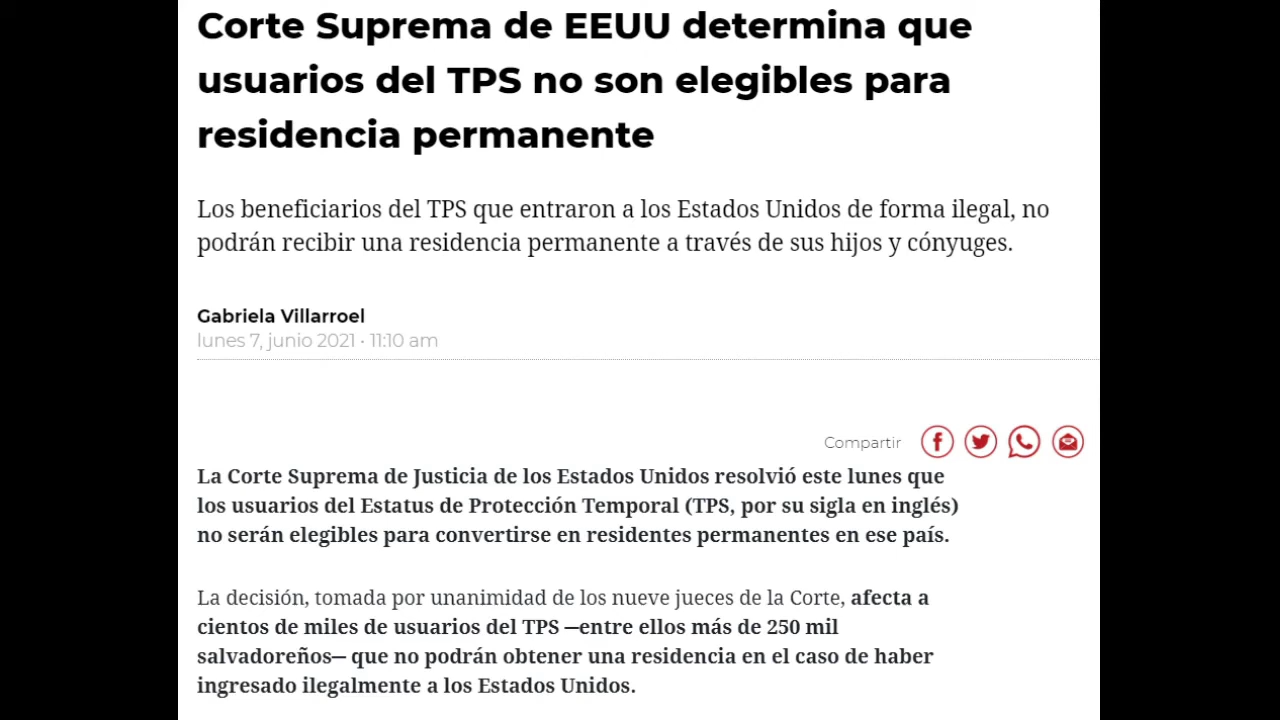 Corte Suprema de EEUU determina que
usuarios del TPS no son elegibles para
residencia permanente
Los beneficiarios del TPS que entraron a los Estados Unidos de forma ilegal, no
podrán recibir una residencia permanente a través de sus hijos y cónyuges.
Gabriela Villarroel
lunes 7, junio 2021 · 11:10 am
Compartir
La Corte Suprema de Justicia de los Estados Unidos resolvió este lunes que
los usuarios del Estatus de Protección Temporal (TPS, por su sigla en inglés)
no serán elegibles para convertirse en residentes permanentes en ese país.
La decisión, tomada por unanimidad de los nueve jueces de la Corte, afecta a
cientos de miles de usuarios del TPS —entre ellos más de 250 mil
salvadoreños— que no podrán obtener una residencia en el caso de haber
ingresado ilegalmente a los Estados Unidos.